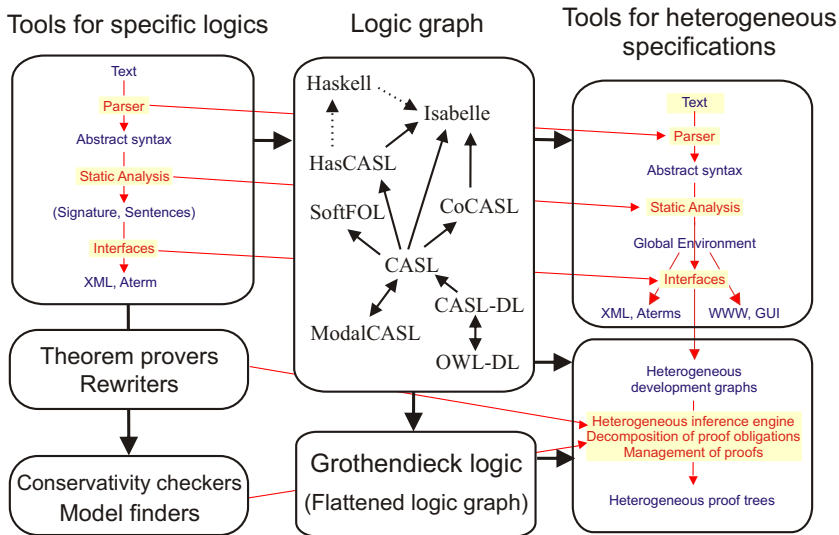 Tools for specific logics
Text
Parser
Abstract syntax
Static Analysis
(Signature, Sentences)
Interfaces
XML, Aterm
Theorem provers
Rewriters
Conservativity checkers
Model finders
Logic graph
Haskell
Isabelle
HasCASL
SoftFOL
CoCASL
CASL
CASL-DL
ModalCASL
OWL-DL
Grothendieck logic
(Flattened logic graph)
Tools for heterogeneous
specifications
Text
Parser
Abstract syntax
Static Analysis
Global Environment
Interfaces
XML, Aterms
WWW, GUI
Heterogeneous
development graphs
Heterogeneous inference engine
Decomposition of proof obligations
Management of proofs
Heterogeneous proof trees